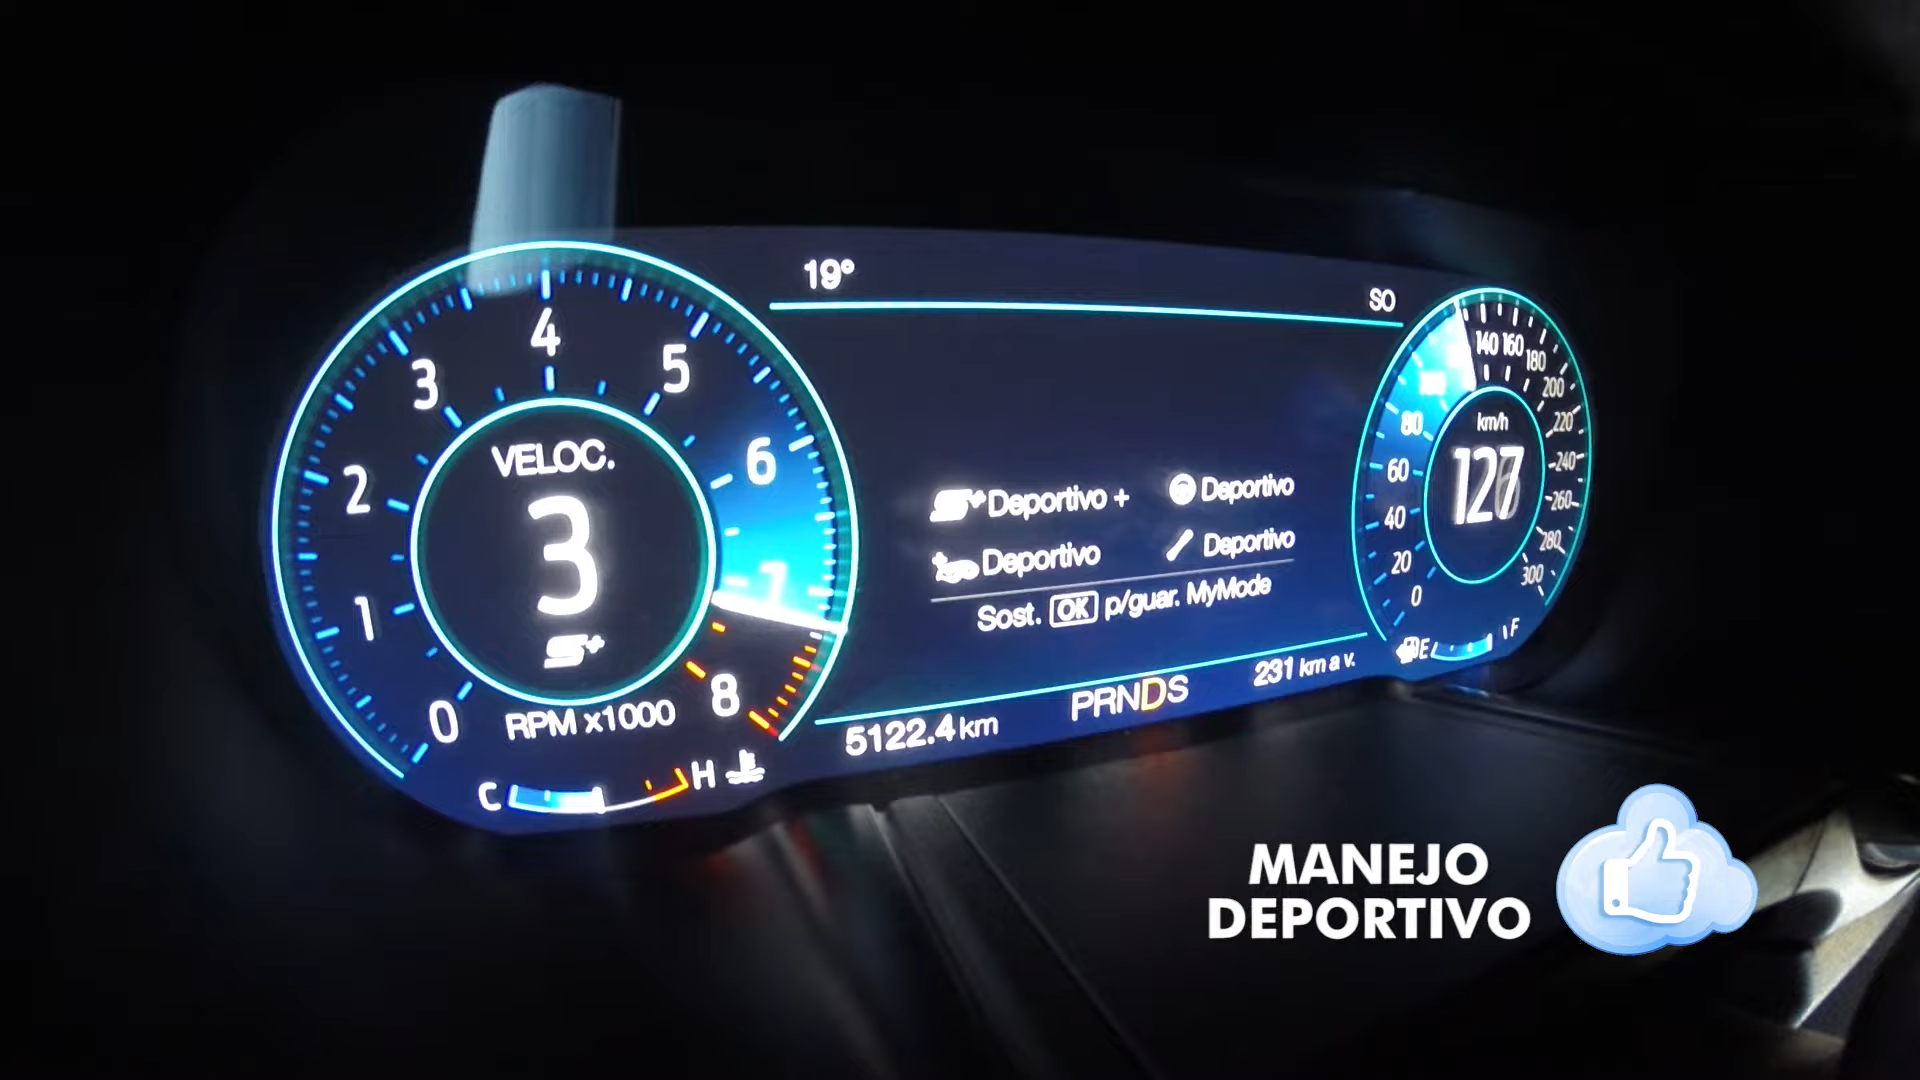 19°
SO
VELOC.
3
RPM x1000
0
1
2
3
4
5
6
7
8
C
H
Deportivo +
Deportivo
Deportivo
Deportivo
Sost. OK p/guar. MyMode
5122.4 km
PRNDS
231 km a v.
km/h
0
20
40
60
80
140
160
180
200
220
240
260
280
300
E
F
MANEJO
DEPORTIVO